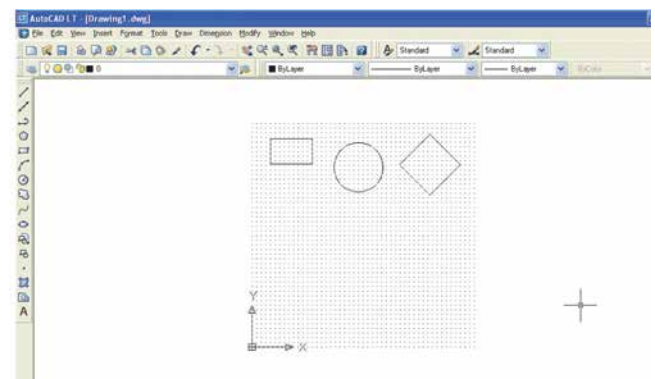 AutoCAD LT - [Drawing1.dwg]
File Edit View Insert Format Tools Draw Dimension Modify Window Help
Standard Standard
0 ByLayer ByLayer ByLayer ByColor
Y
X
A